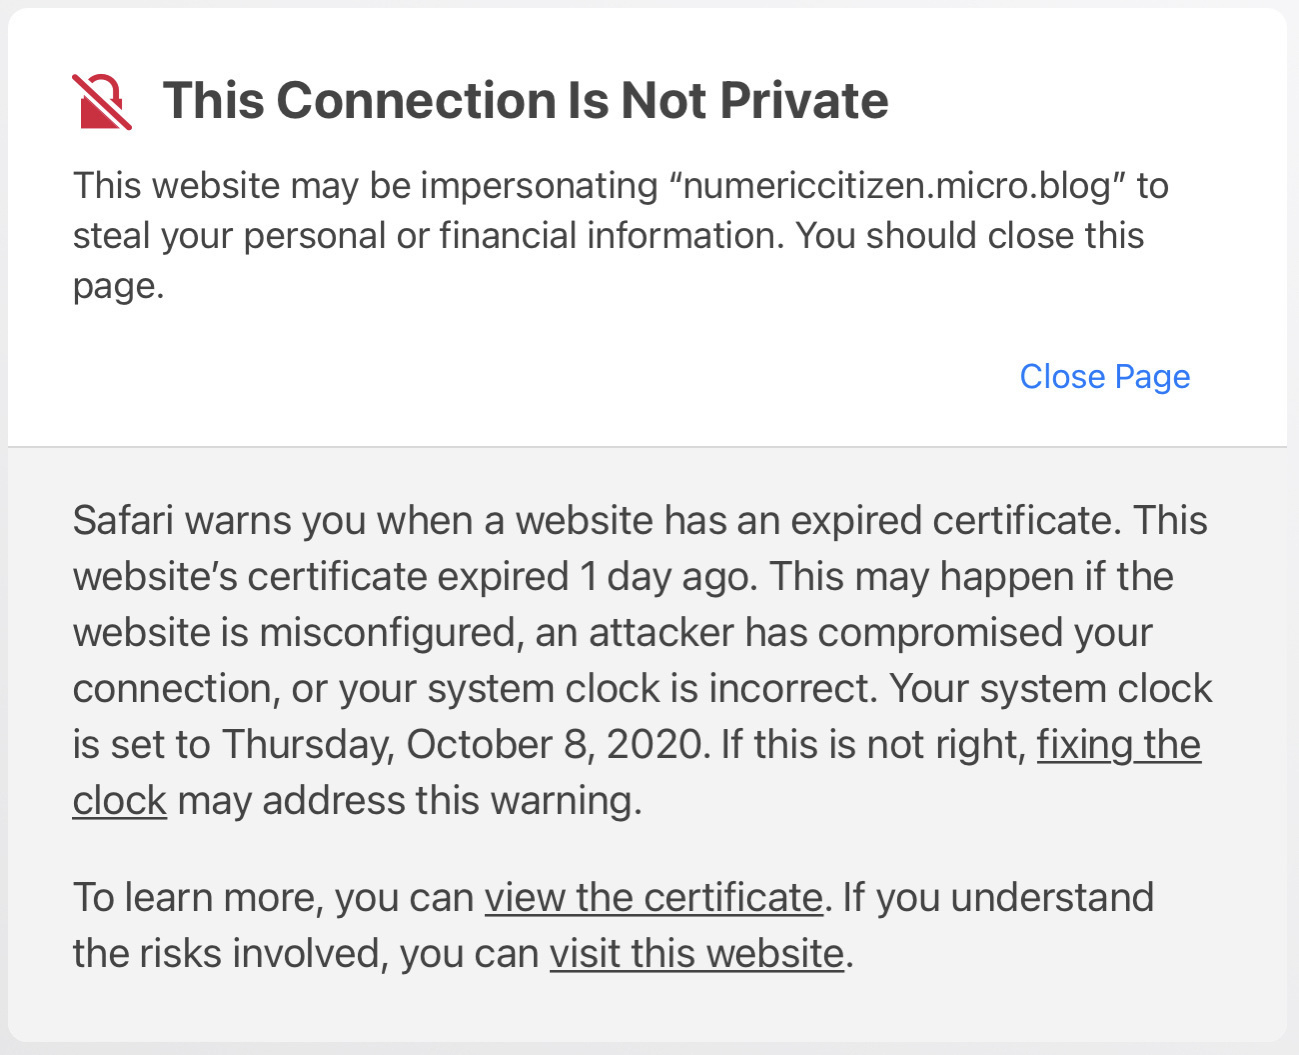 This Connection Is Not Private
This website may be impersonating “numericcitizen.micro.blog” to
steal your personal or financial information. You should close this
page.
Close Page
Safari warns you when a website has an expired certificate. This
website’s certificate expired 1 day ago. This may happen if the
website is misconfigured, an attacker has compromised your
connection, or your system clock is incorrect. Your system clock
is set to Thursday, October 8, 2020. If this is not right, fixing the
clock may address this warning.
To learn more, you can view the certificate. If you understand
the risks involved, you can visit this website.